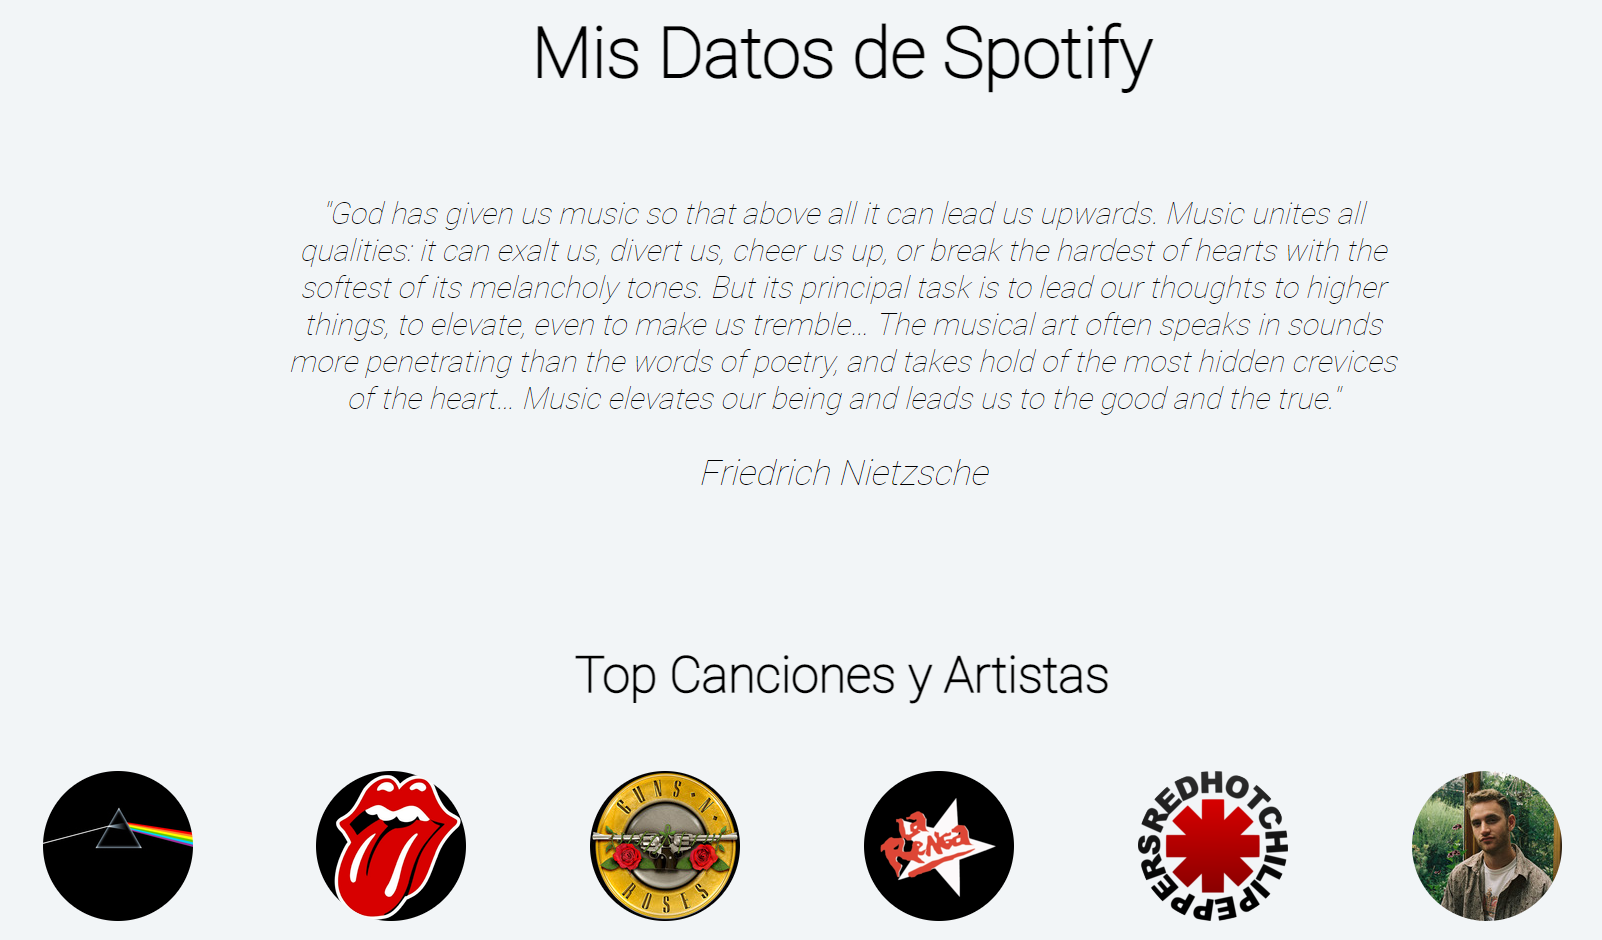 Mis Datos de Spotify
"God has given us music so that above all it can lead us upwards. Music unites all
qualities: it can exalt us, divert us, cheer us up, or break the hardest of hearts with the
softest of its melancholy tones. But its principal task is to lead our thoughts to higher
things, to elevate, even to make us tremble... The musical art often speaks in sounds
more penetrating than the words of poetry, and takes hold of the most hidden crevices
of the heart... Music elevates our being and leads us to the good and the true."
Friedrich Nietzsche
Top Canciones y Artistas
GUNS N'
ROSES
La
Renga
RED HOT CHILI PEPPERS